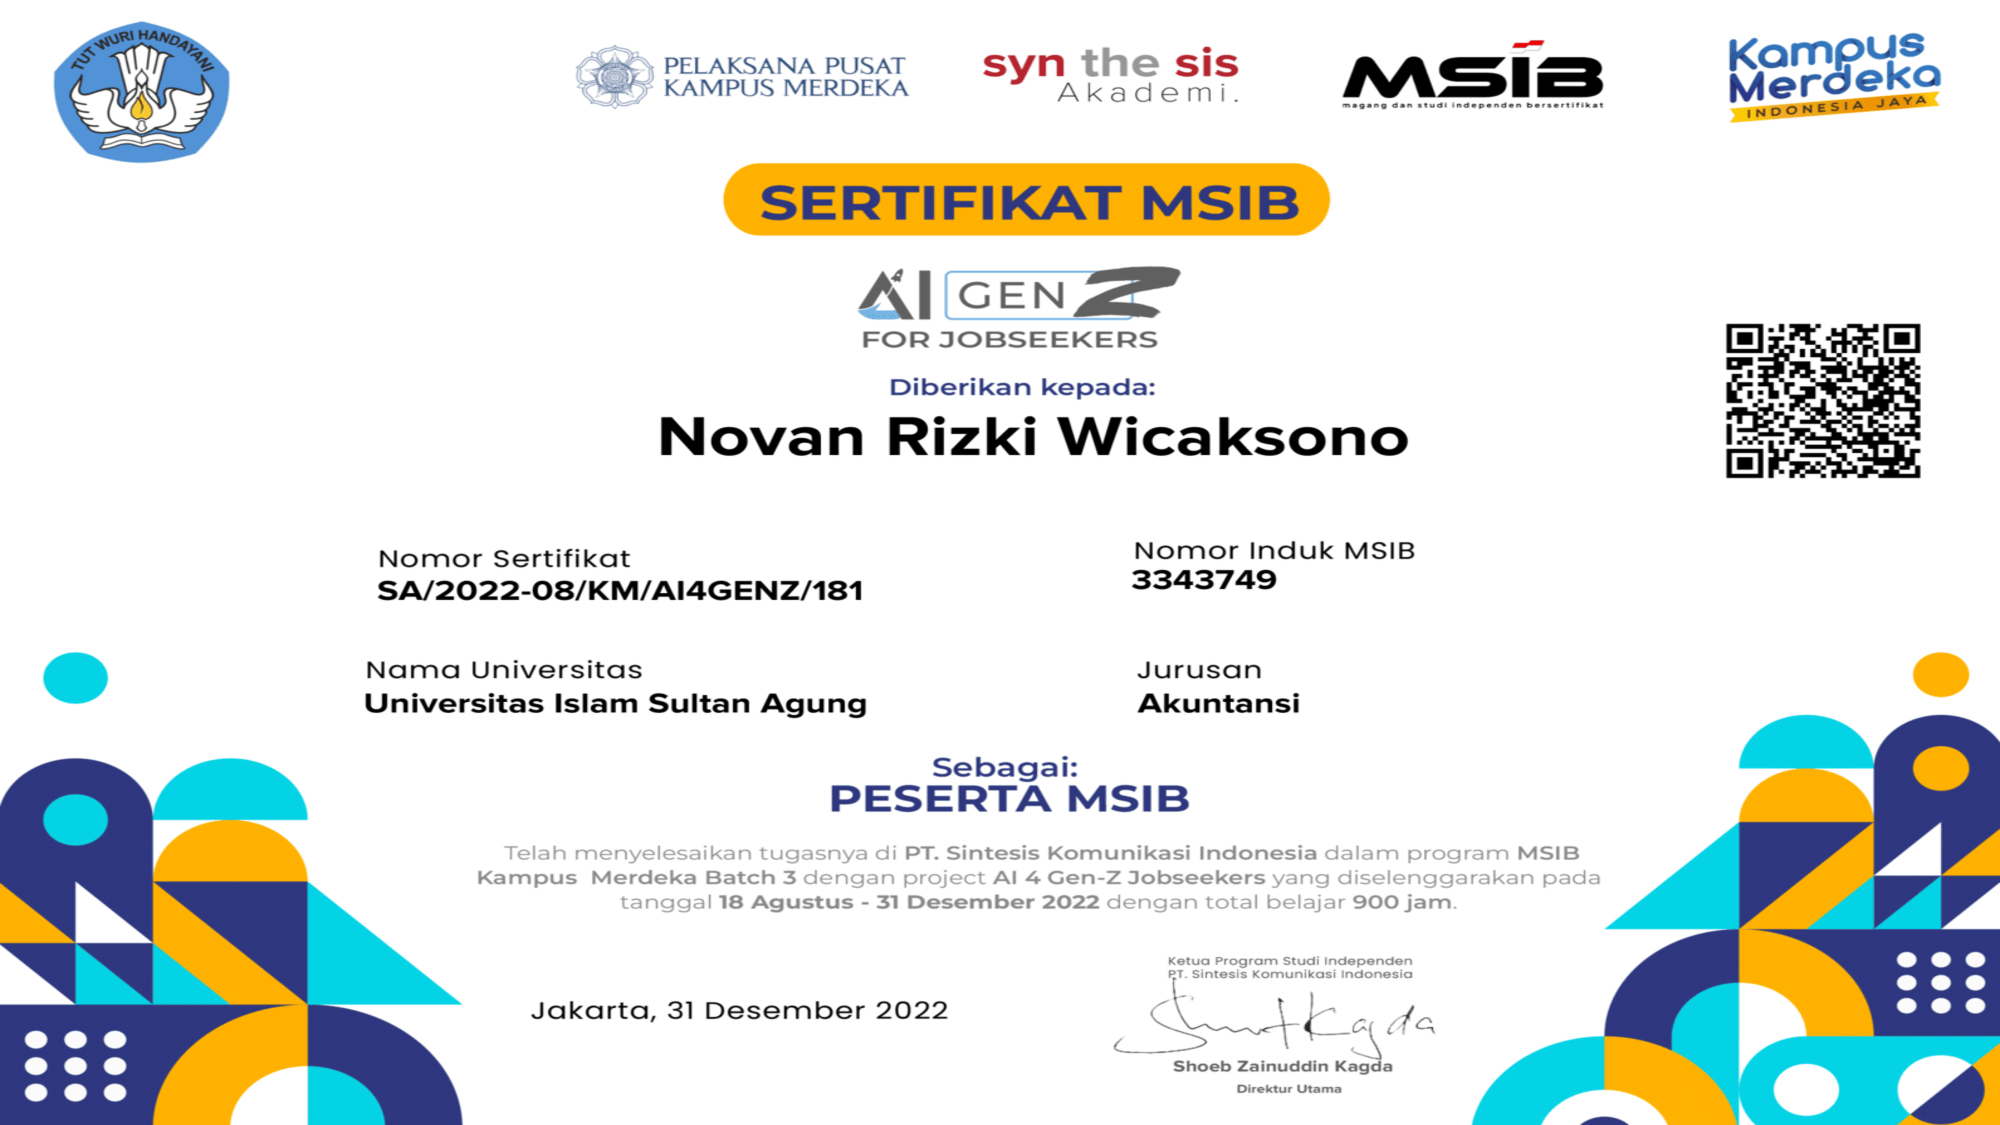 TUT WURI HANDAYANI
PELAKSANA PUSAT
KAMPUS MERDEKA
syn the sis
Akademi.
MSIB
magang dan studi independen bersertifikat
Kampus
Merdeka
INDONESIA JAYA
SERTIFIKAT MSIB
AI GEN Z
FOR JOBSEEKERS
Diberikan kepada:
Novan Rizki Wicaksono
Nomor Sertifikat
SA/2022-08/KM/AI4GENZ/181
Nomor Induk MSIB
3343749
Nama Universitas
Universitas Islam Sultan Agung
Jurusan
Akuntansi
Sebagai:
PESERTA MSIB
Telah menyelesaikan tugasnya di PT. Sintesis Komunikasi Indonesia dalam program MSIB
Kampus Merdeka Batch 3 dengan project AI 4 Gen-Z Jobseekers yang diselenggarakan pada
tanggal 18 Agustus - 31 Desember 2022 dengan total belajar 900 jam.
Jakarta, 31 Desember 2022
Ketua Program Studi Independen
PT. Sintesis Komunikasi Indonesia
Shoeb Zainuddin Kagda
Direktur Utama